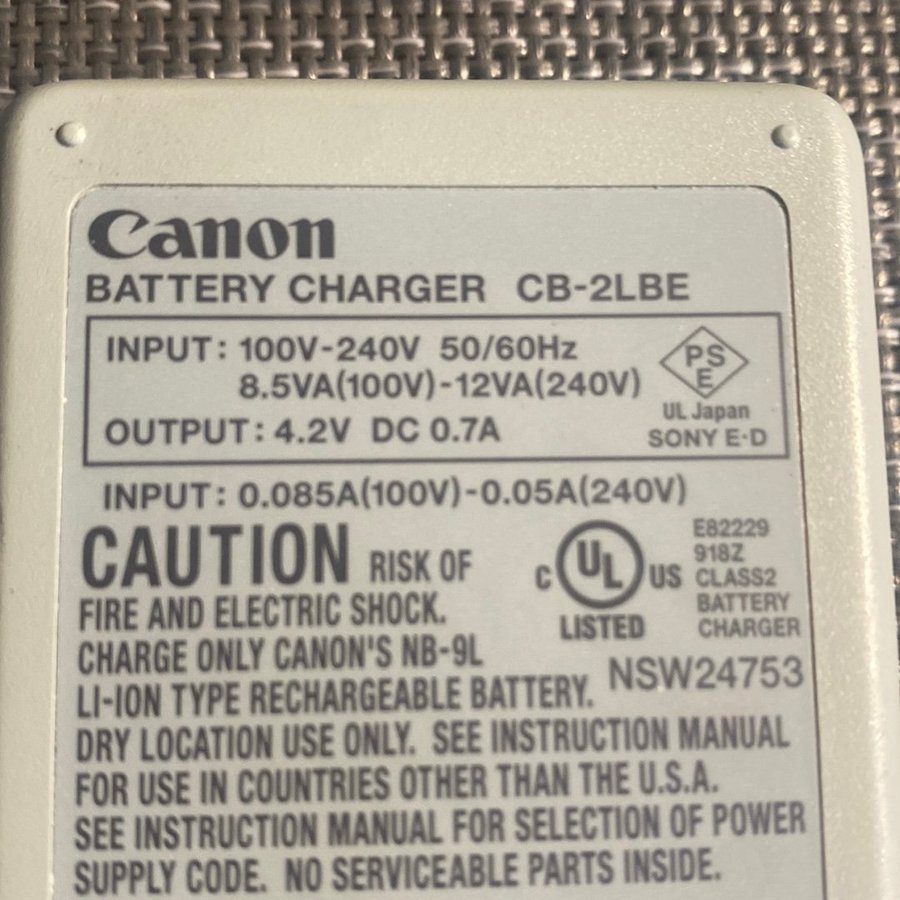 Canon
BATTERY CHARGER CB-2LBE
INPUT: 100V-240V 50/60Hz
8.5VA(100V)-12VA(240V)
OUTPUT: 4.2V DC 0.7A
PS
E
UL Japan
SONY E·D
INPUT: 0.085A(100V)-0.05A(240V)
CAUTION RISK OF
FIRE AND ELECTRIC SHOCK.
CHARGE ONLY CANON'S NB-9L
LI-ION TYPE RECHARGEABLE BATTERY.
C UL US
LISTED
E82229
918Z
CLASS2
BATTERY
CHARGER
NSW24753
DRY LOCATION USE ONLY. SEE INSTRUCTION MANUAL
FOR USE IN COUNTRIES OTHER THAN THE U.S.A.
SEE INSTRUCTION MANUAL FOR SELECTION OF POWER
SUPPLY CODE. NO SERVICEABLE PARTS INSIDE.